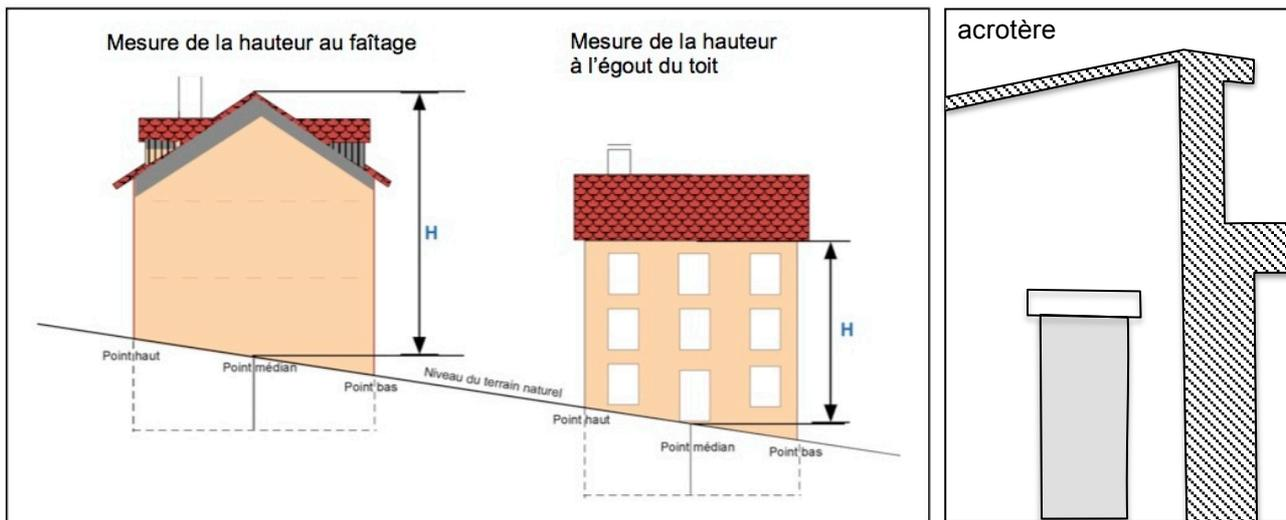 Mesure de la hauteur au faîtage
Mesure de la hauteur
à l'égout du toit
H
Point haut
Point médian
Point bas
Niveau du terrain naturel
H
Point haut
Point médian
Point bas
acrotère